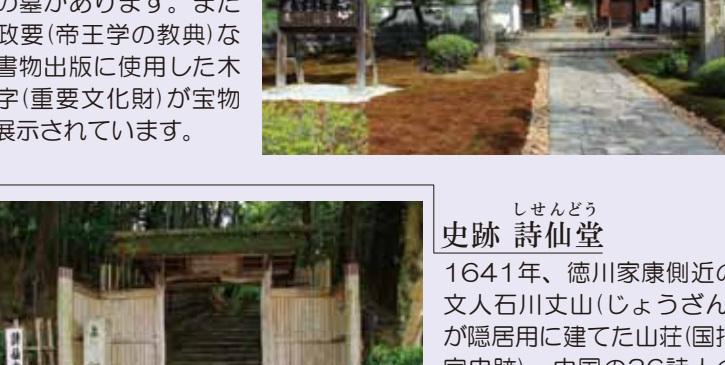 の墓があります。また
政要(帝王学の教典)な
書物出版に使用した木
字(重要文化財)が宝物
展示されています。
しせんどう
史跡 詩仙堂
1641年、徳川家康側近の
文人石川丈山(じょうざん
が隠居用に建てた山荘(国指